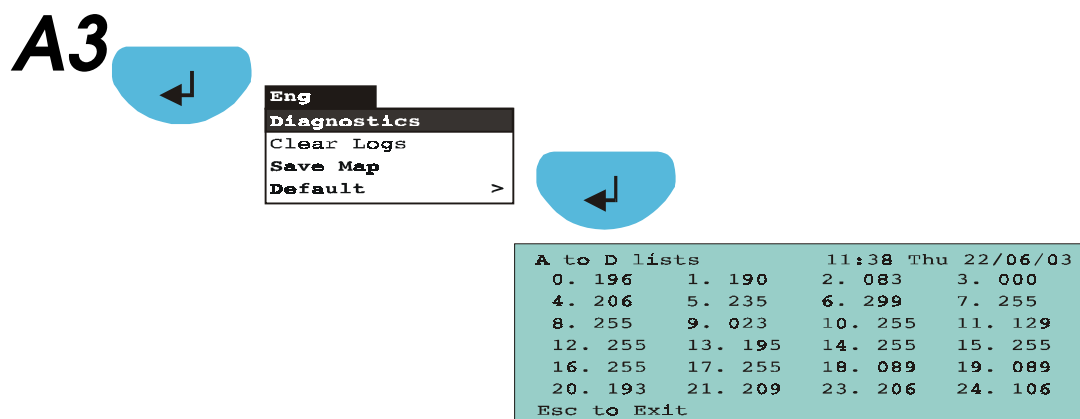 A3
Eng
Diagnostics
Clear Logs
Save Map
Default >
A to D lists 11:38 Thu 22/06/03
0. 196 1. 190 2. 083 3. 000
4. 206 5. 235 6. 299 7. 255
8. 255 9. 023 10. 255 11. 129
12. 255 13. 195 14. 255 15. 255
16. 255 17. 255 18. 089 19. 089
20. 193 21. 209 23. 206 24. 106
Esc to Exit